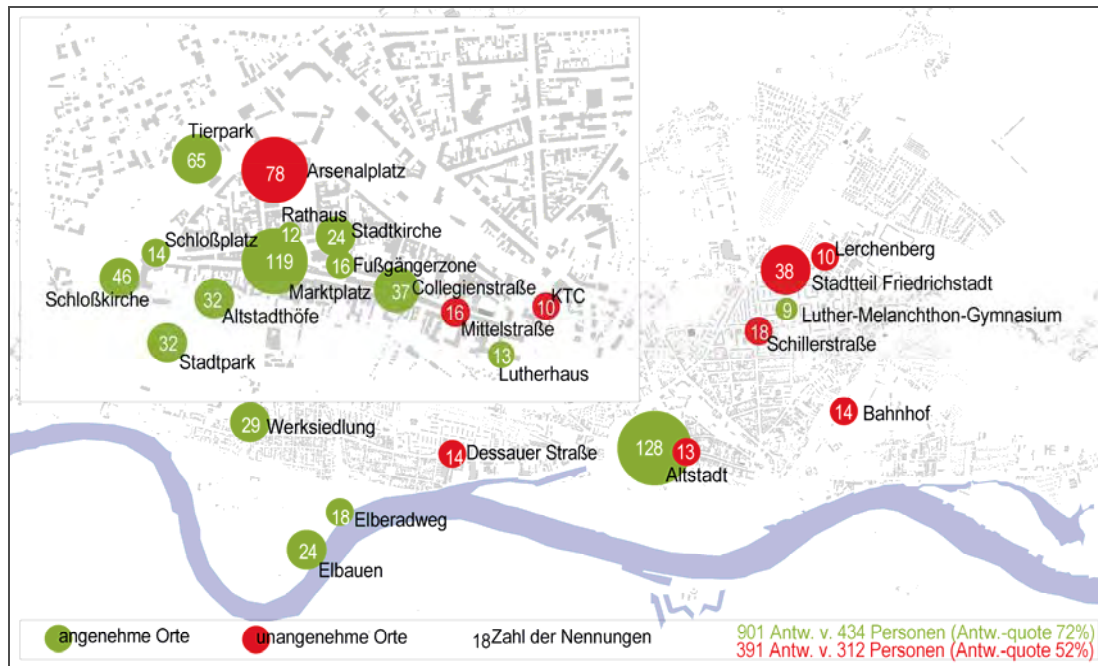 Tierpark
65
78
Arsenalplatz
Rathaus
12
24
Stadtkirche
Schloßplatz
14
119
16
Fußgängerzone
46
Schloßkirche
32
Altstadthöfe
Marktplatz
37
Collegienstraße
16
Mittelstraße
10
KTC
32
Stadtpark
13
Lutherhaus
10
Lerchenberg
38
Stadtteil Friedrichstadt
9
Luther-Melanchthon-Gymnasium
18
Schillerstraße
14
Bahnhof
29
Werksiedlung
14
Dessauer Straße
128
13
Altstadt
18
Elberadweg
24
Elbauen
angenehme Orte
unangenehme Orte
18 Zahl der Nennungen
901 Antw. v. 434 Personen (Antw.-quote 72%)
391 Antw. v. 312 Personen (Antw.-quote 52%)